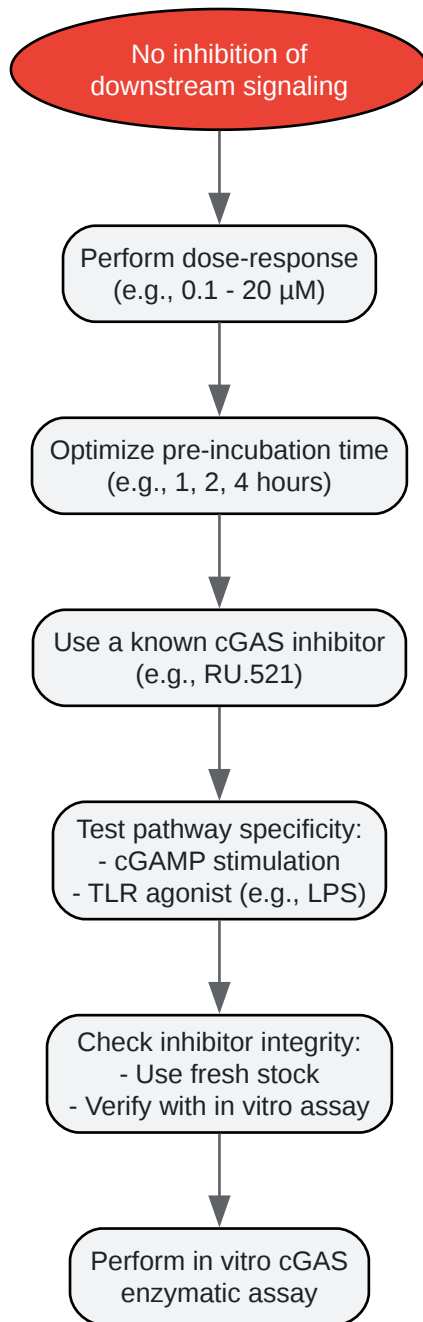 No inhibition of
downstream signaling
Perform dose-response
(e.g., 0.1 - 20 µM)
Optimize pre-incubation time
(e.g., 1, 2, 4 hours)
Use a known cGAS inhibitor
(e.g., RU.521)
Test pathway specificity:
- cGAMP stimulation
- TLR agonist (e.g., LPS)
Check inhibitor integrity:
- Use fresh stock
- Verify with in vitro assay
Perform in vitro cGAS
enzymatic assay